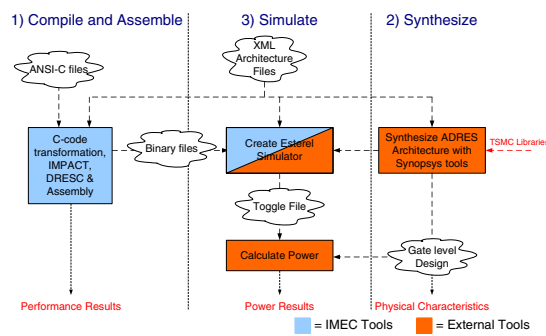 1) Compile and Assemble
3) Simulate
2) Synthesize
XML
Architecture
Files
ANSI-C files
C-code
transformation,
IMPACT,
DRESC &
Assembly
Binary files
Create Esterel
Simulator
Synthesize ADRES
Architecture with
Synopsys tools
TSMC Libraries
Toggle File
Calculate Power
Gate level
Design
Performance Results
Power Results
Physical Characteristics
= IMEC Tools
= External Tools